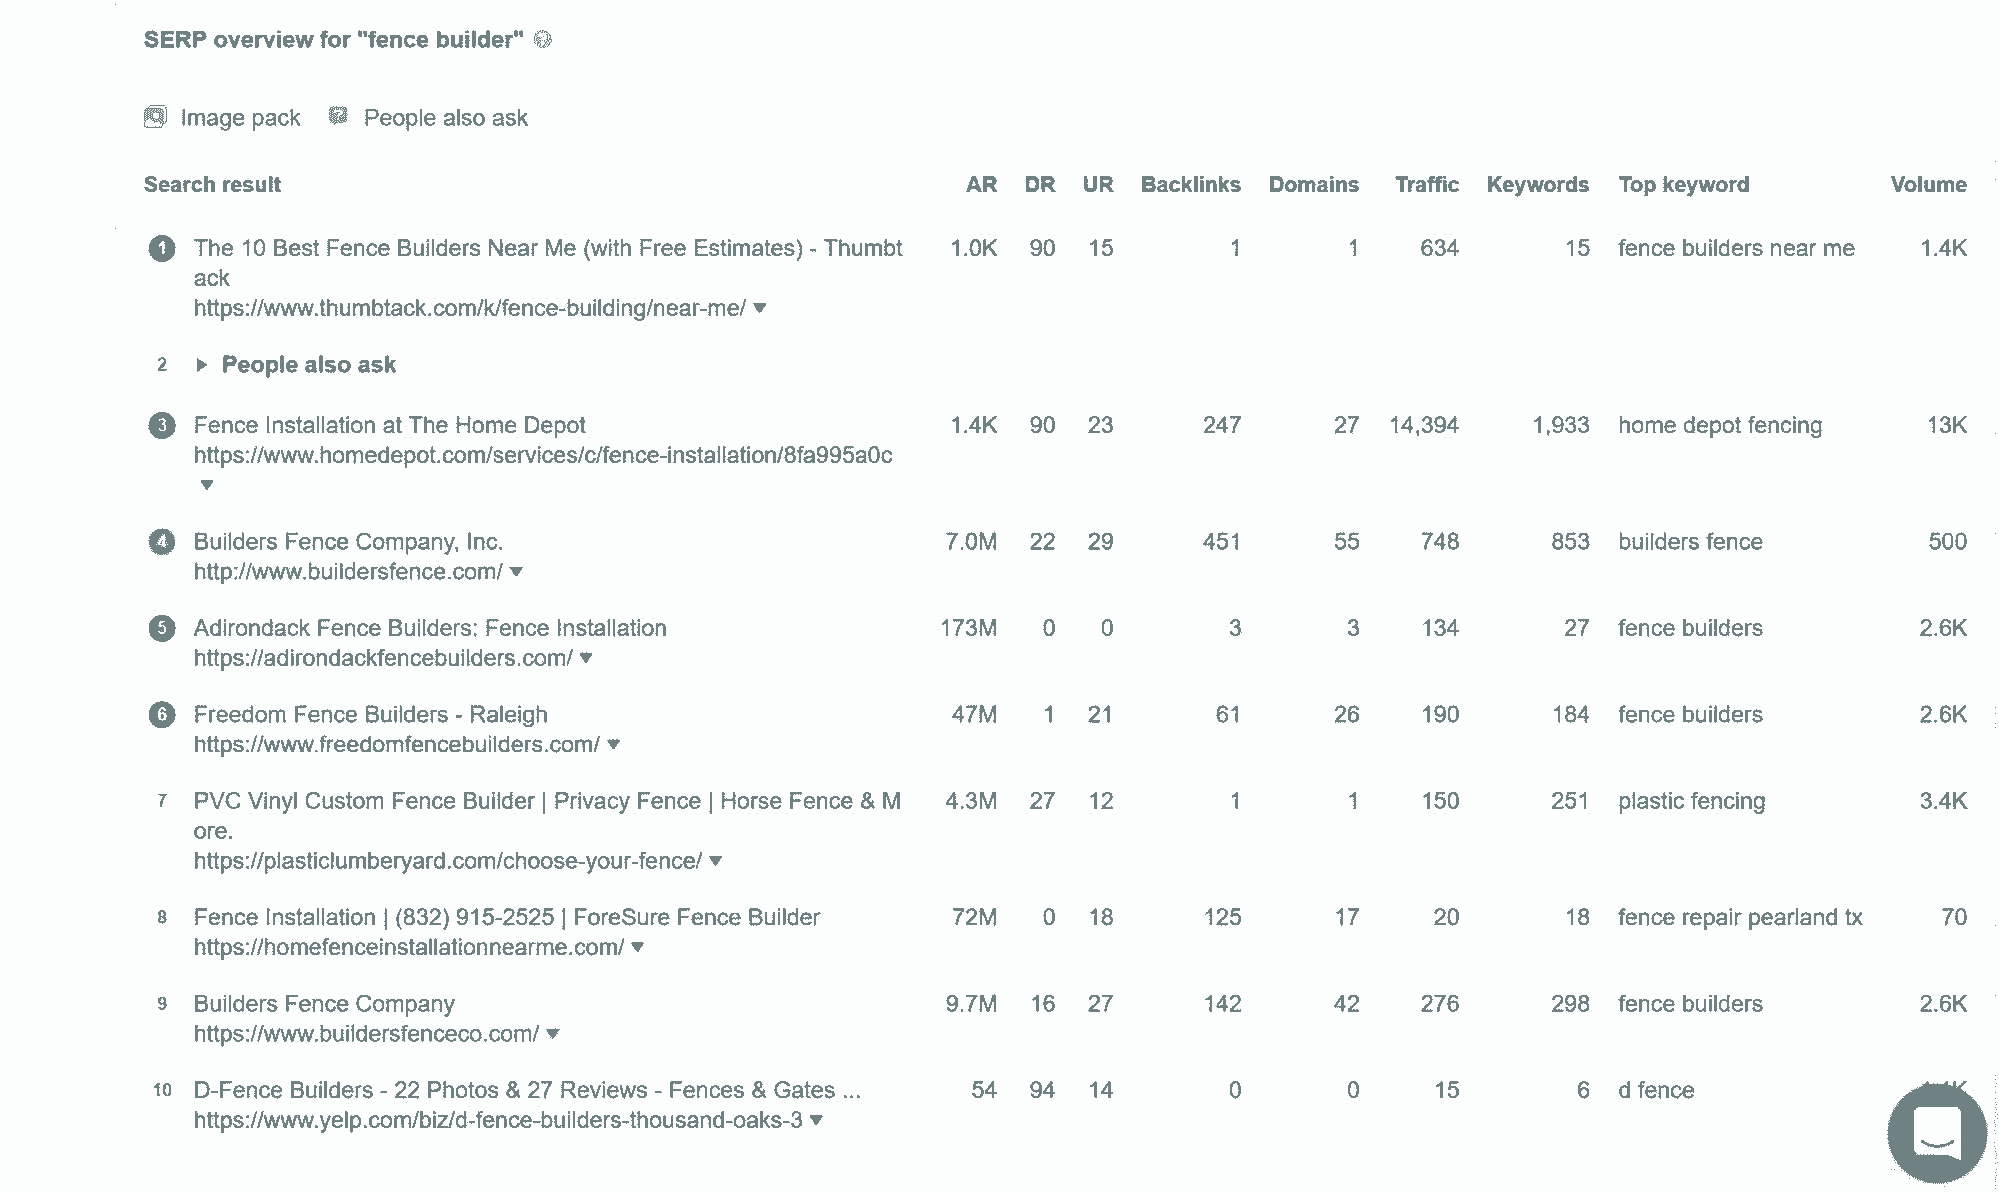 SERP overview for "fence builder"
Image pack People also ask
Search result AR DR UR Backlinks Domains Traffic Keywords Top keyword Volume
1 The 10 Best Fence Builders Near Me (with Free Estimates) - Thumbt 1.0K 90 15 1 1 634 15 fence builders near me 1.4K
ack
https://www.thumbtack.com/k/fence-building/near-me/ ▼
2 ▶ People also ask
3 Fence Installation at The Home Depot 1.4K 90 23 247 27 14,394 1,933 home depot fencing 13K
https://www.homedepot.com/services/c/fence-installation/8fa995a0c
▼
4 Builders Fence Company, Inc. 7.0M 22 29 451 55 748 853 builders fence 500
http://www.buildersfence.com/ ▼
5 Adirondack Fence Builders: Fence Installation 173M 0 0 3 3 134 27 fence builders 2.6K
https://adirondackfencebuilders.com/ ▼
6 Freedom Fence Builders - Raleigh 47M 1 21 61 26 190 184 fence builders 2.6K
https://www.freedomfencebuilders.com/ ▼
7 PVC Vinyl Custom Fence Builder | Privacy Fence | Horse Fence & M 4.3M 27 12 1 1 150 251 plastic fencing 3.4K
ore.
https://plasticlumberyard.com/choose-your-fence/ ▼
8 Fence Installation | (832) 915-2525 | ForeSure Fence Builder 72M 0 18 125 17 20 18 fence repair pearland tx 70
https://homefenceinstallationnearme.com/ ▼
9 Builders Fence Company 9.7M 16 27 142 42 276 298 fence builders 2.6K
https://www.buildersfenceco.com/ ▼
10 D-Fence Builders - 22 Photos & 27 Reviews - Fences & Gates ... 54 94 14 0 0 15 6 d fence
https://www.yelp.com/biz/d-fence-builders-thousand-oaks-3 ▼